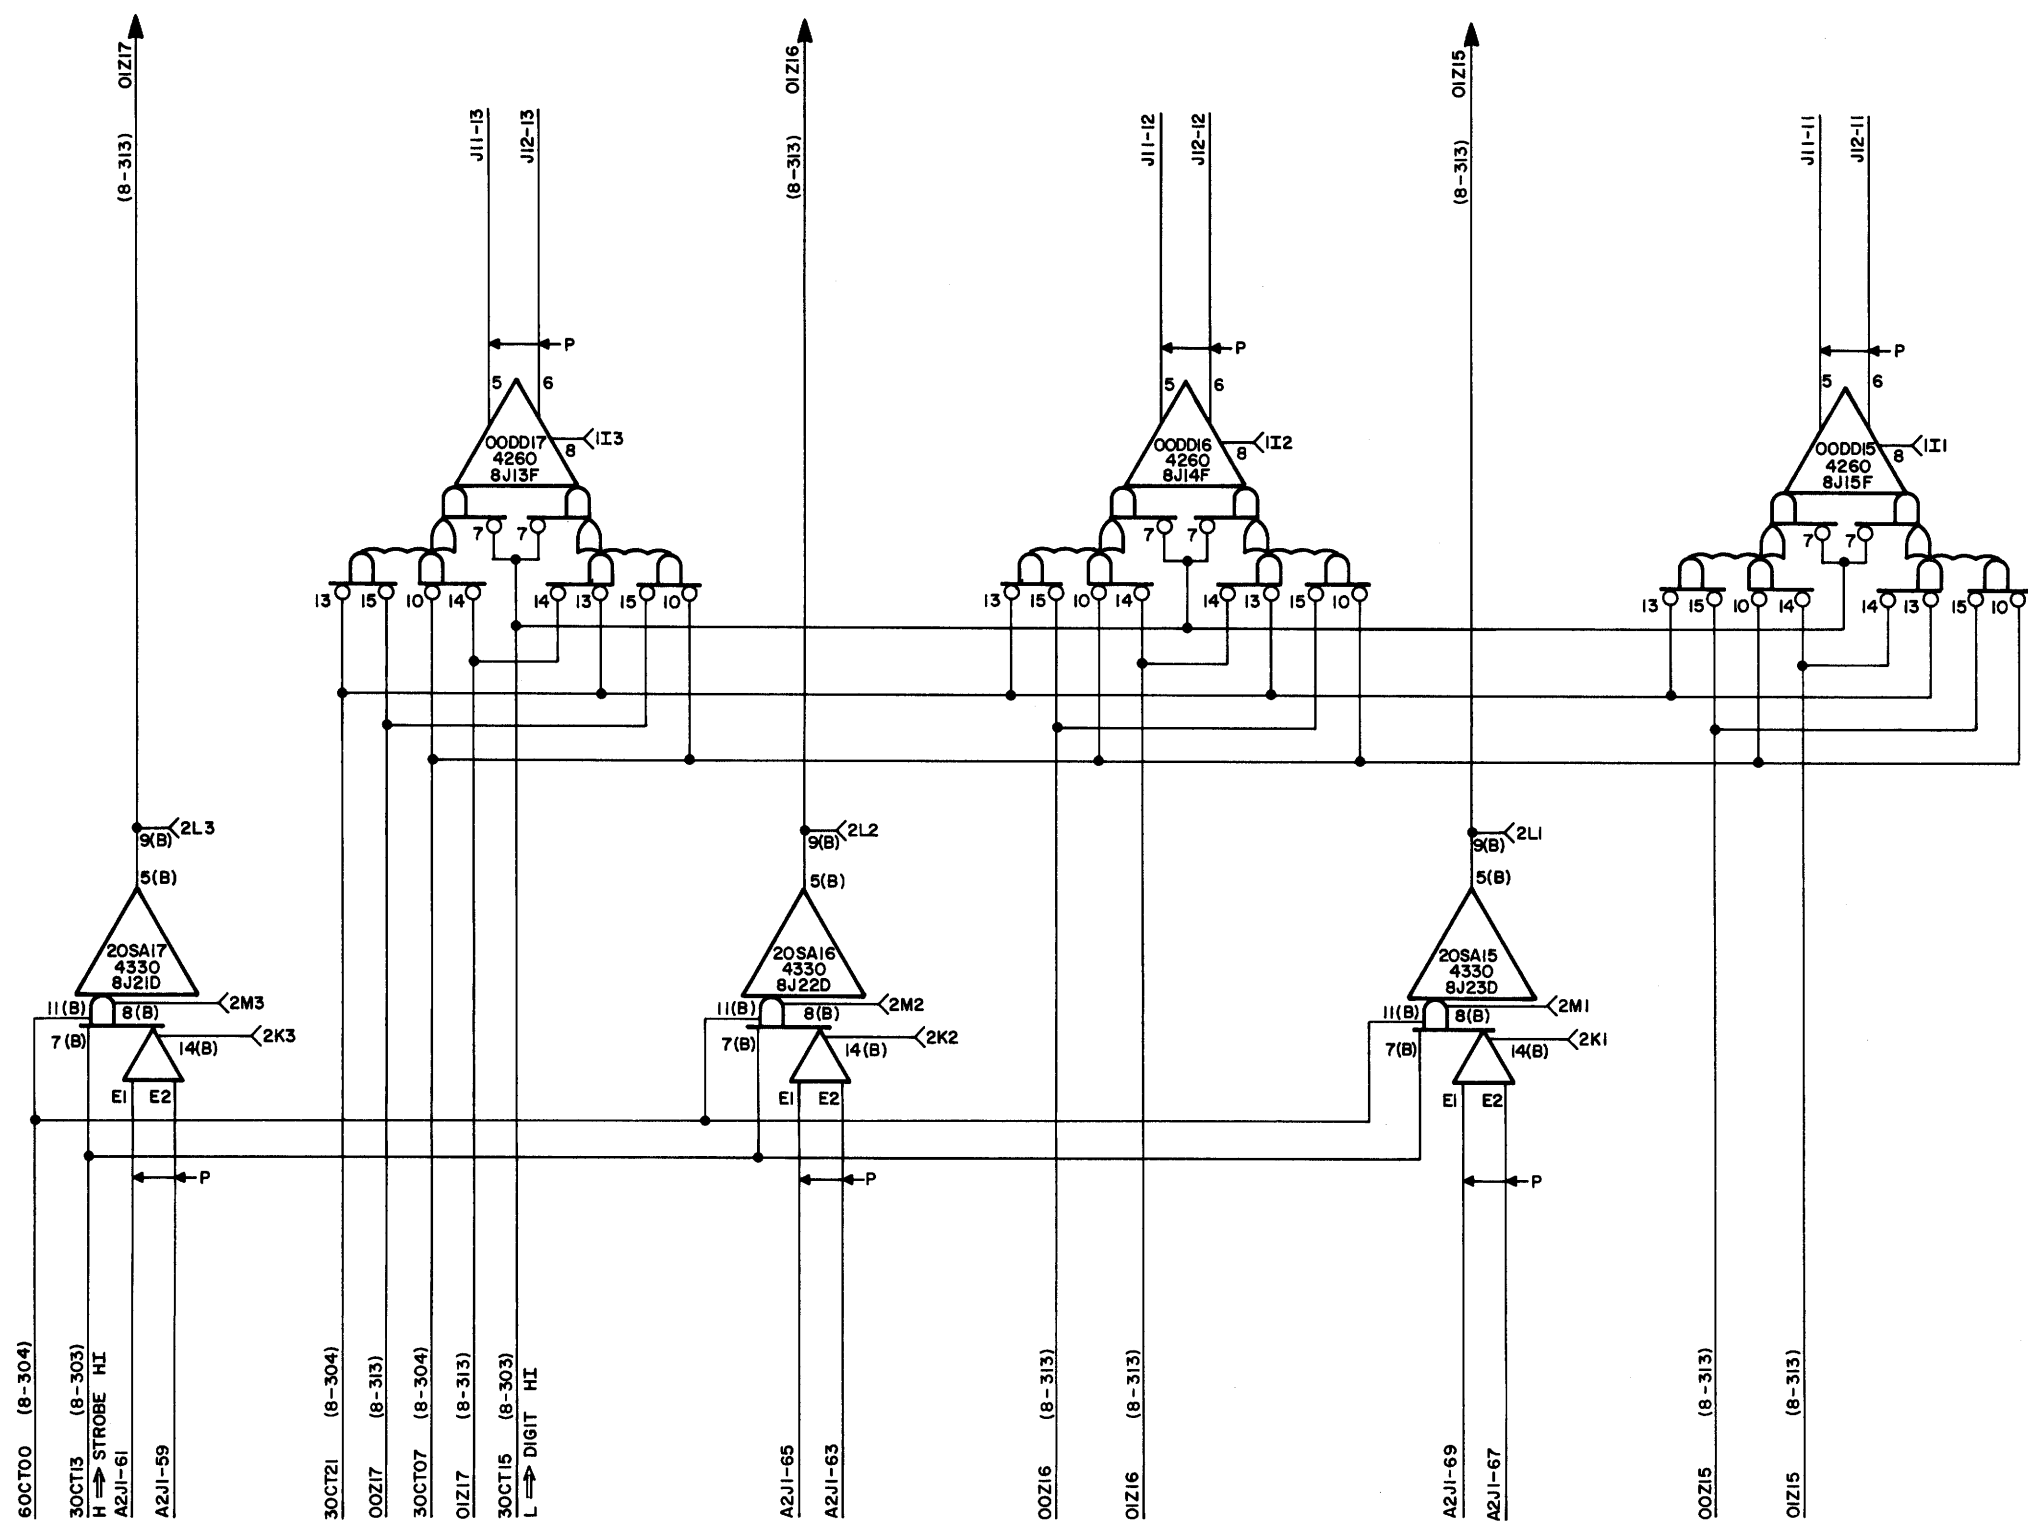 01Z17
(8-313)
01Z16
(8-313)
01Z15
(8-313)
J11-13
J12-13
J11-12
J12-12
J11-11
J12-11
P
P
P
5
6
5
6
5
6
00DD17
4260
8J13F
8
1I3
00DD16
4260
8J14F
8
1I2
00DD15
4260
8J15F
8
1I1
7
7
7
7
7
7
13
15
10
14
14
13
15
10
13
15
10
14
14
13
15
10
13
15
10
14
14
13
15
10
2L3
9(B)
5(B)
2L2
9(B)
5(B)
2L1
9(B)
5(B)
20SA17
4330
8J21D
20SA16
4330
8J22D
20SA15
4330
8J23D
11(B)
8(B)
2M3
7(B)
14(B)
2K3
E1
E2
11(B)
8(B)
2M2
7(B)
14(B)
2K2
E1
E2
11(B)
8(B)
2M1
7(B)
14(B)
2K1
E1
E2
P
P
P
60CT00 (8-304)
30CT13 (8-303)
H ⟹ STROBE HI
A2J1-61
A2J1-59
30CT21 (8-304)
00Z17 (8-313)
30CT07 (8-304)
01Z17 (8-313)
30CT15 (8-303)
L ⟹ DIGIT HI
A2J1-65
A2J1-63
00Z16 (8-313)
01Z16 (8-313)
A2J1-69
A2J1-67
00Z15 (8-313)
01Z15 (8-313)